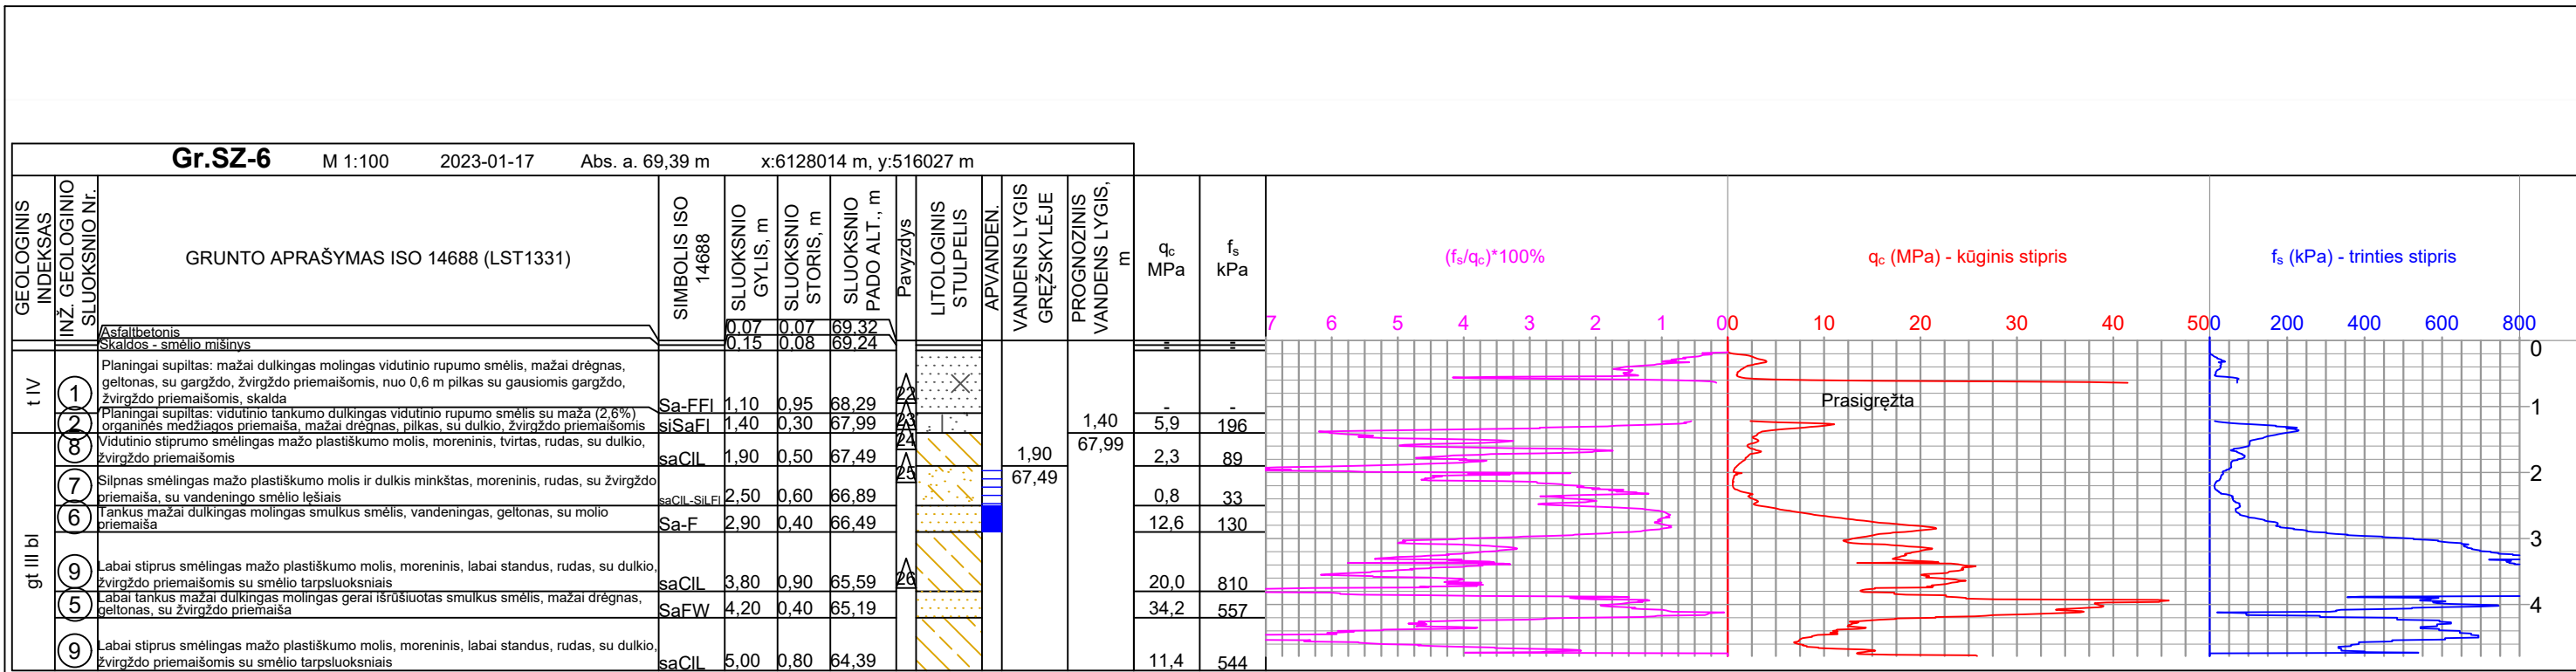 Gr.SZ-6 M 1:100 2023-01-17 Abs. a. 69,39 m x:6128014 m, y:516027 m
GEOLOGINIS
INDEKSAS
INŽ. GEOLOGINIO
SLUOKSNIO Nr.
GRUNTO APRAŠYMAS ISO 14688 (LST1331)
SIMBOLIS ISO
14688
SLUOKSNIO
GYLIS, m
SLUOKSNIO
STORIS, m
SLUOKSNIO
PADO ALT., m
Pavyzdys
LITOLOGINIS
STULPELIS
APVANDEN.
VANDENS LYGIS
GRĘŽSKYLĖJE
PROGNOZINIS
VANDENS LYGIS,
m
qc
MPa
fs
kPa
(fs/qc)*100%
qc (MPa) - kūginis stipris
fs (kPa) - trinties stipris
7 6 5 4 3 2 1 0
0 10 20 30 40 50
0 200 400 600 800
Asfaltbetonis 0,07 0,07 69,32
Skaldos - smėlio mišinys 0,15 0,08 69,24 - -
- -
t IV
1
Planingai supiltas: mažai dulkingas molingas vidutinio rupumo smėlis, mažai drėgnas,
geltonas, su gargždo, žvirgždo priemaišomis, nuo 0,6 m pilkas su gausiomis gargždo,
žvirgždo priemaišomis, skalda
Sa-FFl 1,10 0,95 68,29 22 - -
2
Planingai supiltas: vidutinio tankumo dulkingas vidutinio rupumo smėlis su maža (2,6%)
organinės medžiagos priemaiša, mažai drėgnas, pilkas, su dulkio, žvirgždo priemaišomis
siSaFl 1,40 0,30 67,99 23 1,40 5,9 196
67,99
gt III bl
8
Vidutinio stiprumo smėlingas mažo plastiškumo molis, moreninis, tvirtas, rudas, su dulkio,
žvirgždo priemaišomis
saClL 1,90 0,50 67,49 24 1,90 2,3 89
67,49
7
Silpnas smėlingas mažo plastiškumo molis ir dulkis minkštas, moreninis, rudas, su žvirgždo
priemaiša, su vandeningo smėlio lęšiais
saClL-SiLFl 2,50 0,60 66,89 25 0,8 33
6
Tankus mažai dulkingas molingas smulkus smėlis, vandeningas, geltonas, su molio
priemaiša
Sa-F 2,90 0,40 66,49 12,6 130
9
Labai stiprus smėlingas mažo plastiškumo molis, moreninis, labai standus, rudas, su dulkio,
žvirgždo priemaišomis su smėlio tarpsluoksniais
saClL 3,80 0,90 65,59 26 20,0 810
5
Labai tankus mažai dulkingas molingas gerai išrūšiuotas smulkus smėlis, mažai drėgnas,
geltonas, su žvirgždo priemaiša
SaFW 4,20 0,40 65,19 34,2 557
9
Labai stiprus smėlingas mažo plastiškumo molis, moreninis, labai standus, rudas, su dulkio,
žvirgždo priemaišomis su smėlio tarpsluoksniais
saClL 5,00 0,80 64,39 11,4 544
Prasigręžta
0
1
2
3
4